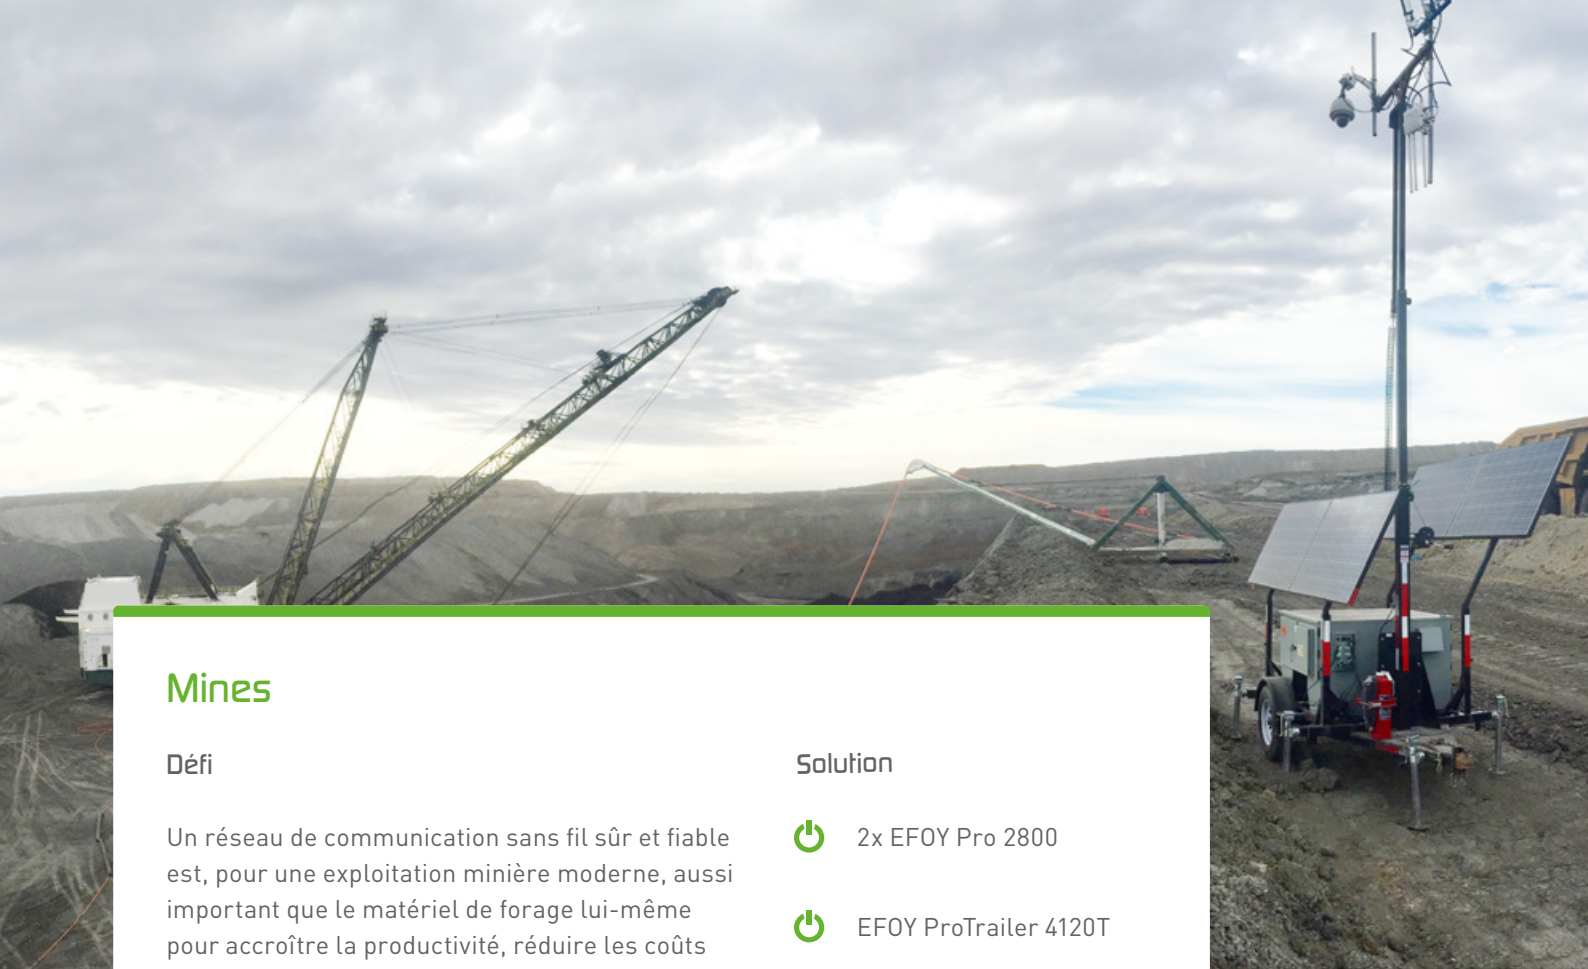 Mines
Défi
Un réseau de communication sans fil sûr et fiable
est, pour une exploitation minière moderne, aussi
important que le matériel de forage lui-même
pour accroître la productivité, réduire les coûts
Solution
2x EFOY Pro 2800
EFOY ProTrailer 4120T